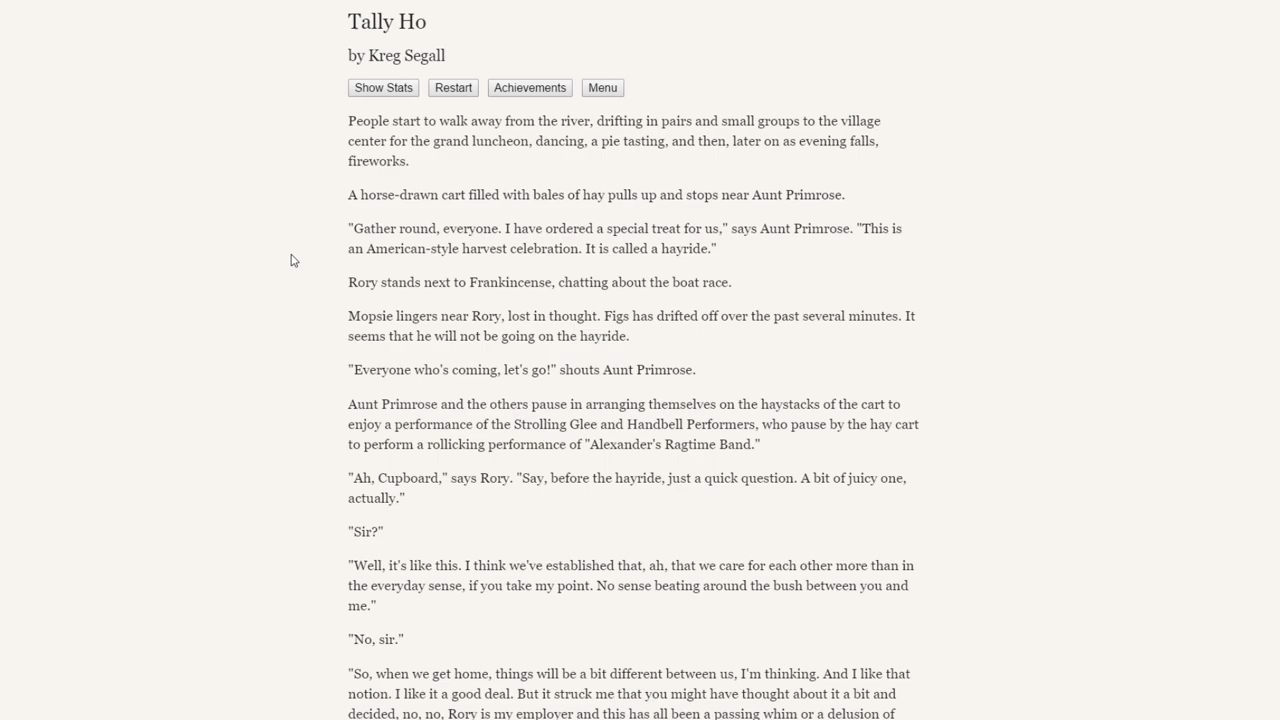 Tally Ho
by Kreg Segall
Show Stats
Restart
Achievements
Menu
People start to walk away from the river, drifting in pairs and small groups to the village
center for the grand luncheon, dancing, a pie tasting, and then, later on as evening falls,
fireworks.
A horse-drawn cart filled with bales of hay pulls up and stops near Aunt Primrose.
"Gather round, everyone. I have ordered a special treat for us," says Aunt Primrose. "This is
an American-style harvest celebration. It is called a hayride."
Rory stands next to Frankincense, chatting about the boat race.
Mopsie lingers near Rory, lost in thought. Figs has drifted off over the past several minutes. It
seems that he will not be going on the hayride.
"Everyone who's coming, let's go!" shouts Aunt Primrose.
Aunt Primrose and the others pause in arranging themselves on the haystacks of the cart to
enjoy a performance of the Strolling Glee and Handbell Performers, who pause by the hay cart
to perform a rollicking performance of "Alexander's Ragtime Band."
"Ah, Cupboard," says Rory. "Say, before the hayride, just a quick question. A bit of juicy one,
actually."
"Sir?"
"Well, it's like this. I think we've established that, ah, that we care for each other more than in
the everyday sense, if you take my point. No sense beating around the bush between you and
me."
"No, sir."
"So, when we get home, things will be a bit different between us, I'm thinking. And I like that
notion. I like it a good deal. But it struck me that you might have thought about it a bit and
decided, no, no, Rory is my employer and this has all been a passing whim or a delusion of